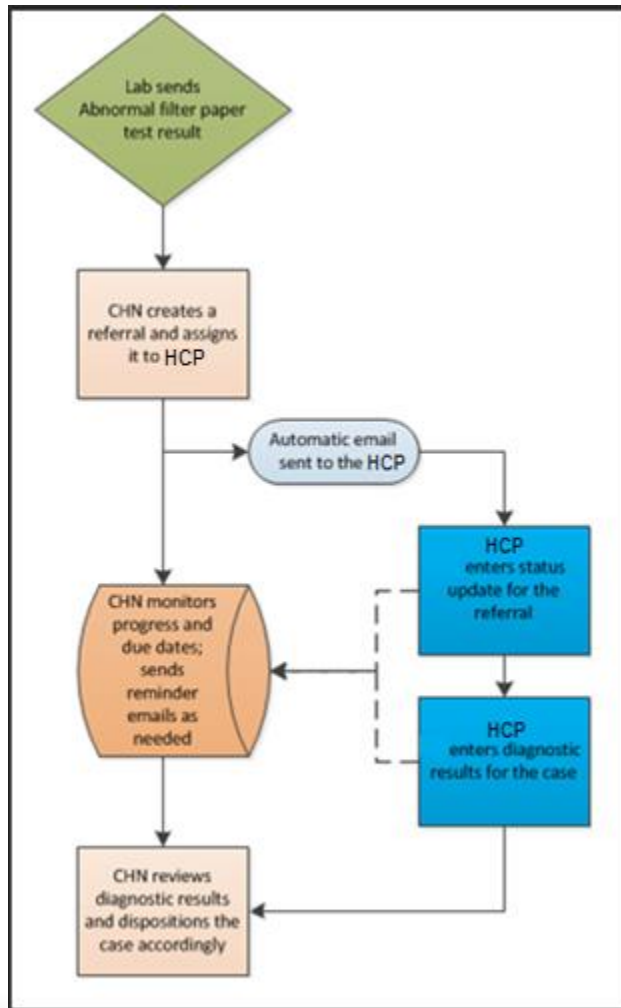 Lab sends
Abnormal filter paper
test result
CHN creates a
referral and assigns
it to HCP
Automatic email
sent to the HCP
HCP
enters status
update for the
referral
CHN monitors
progress and
due dates;
sends
reminder
emails as
needed
HCP
enters diagnostic
results for the case
CHN reviews
diagnostic results
and dispositions the
case accordingly